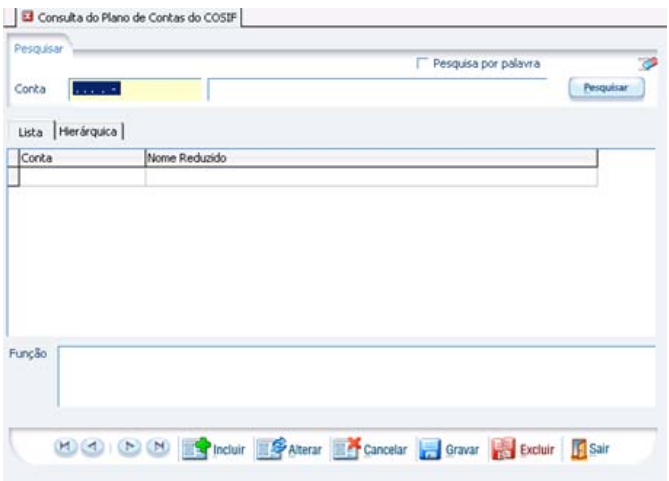 Consulta do Plano de Contas do COSIF
Pesquisar
Pesquisa por palavra
Conta . . . . - Pesquisar
Lista Hierárquica
Conta Nome Reduzido
Função
Incluir Alterar Cancelar Gravar Excluir Sair